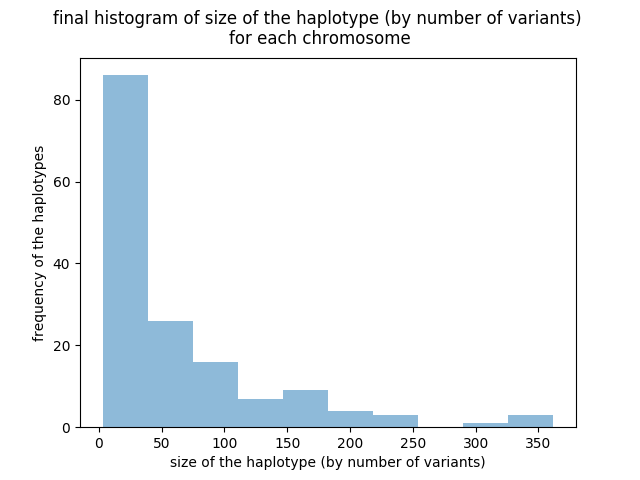 final histogram of size of the haplotype (by number of variants)
for each chromosome
80
60
40
20
0
frequency of the haplotypes
0 50 100 150 200 250 300 350
size of the haplotype (by number of variants)